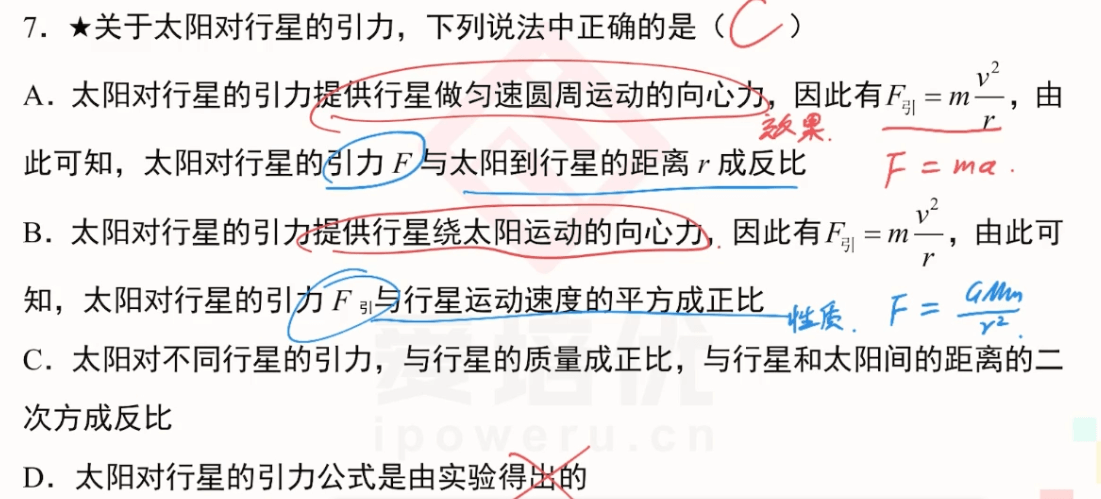 7. ★关于太阳对行星的引力，下列说法中正确的是（ C ）
A. 太阳对行星的引力提供行星做匀速圆周运动的向心力，因此有F引 = m v²/r，由
效果.
此可知，太阳对行星的引力 F 与太阳到行星的距离 r 成反比
F = ma .
B. 太阳对行星的引力提供行星绕太阳运动的向心力，因此有F引 = m v²/r，由此可
知，太阳对行星的引力 F 引与行星运动速度的平方成正比
性质. F = GMm/r² .
C. 太阳对不同行星的引力，与行星的质量成正比，与行星和太阳间的距离的二
次方成反比
爱培优
ipoweru.cn
D. 太阳对行星的引力公式是由实验得出的